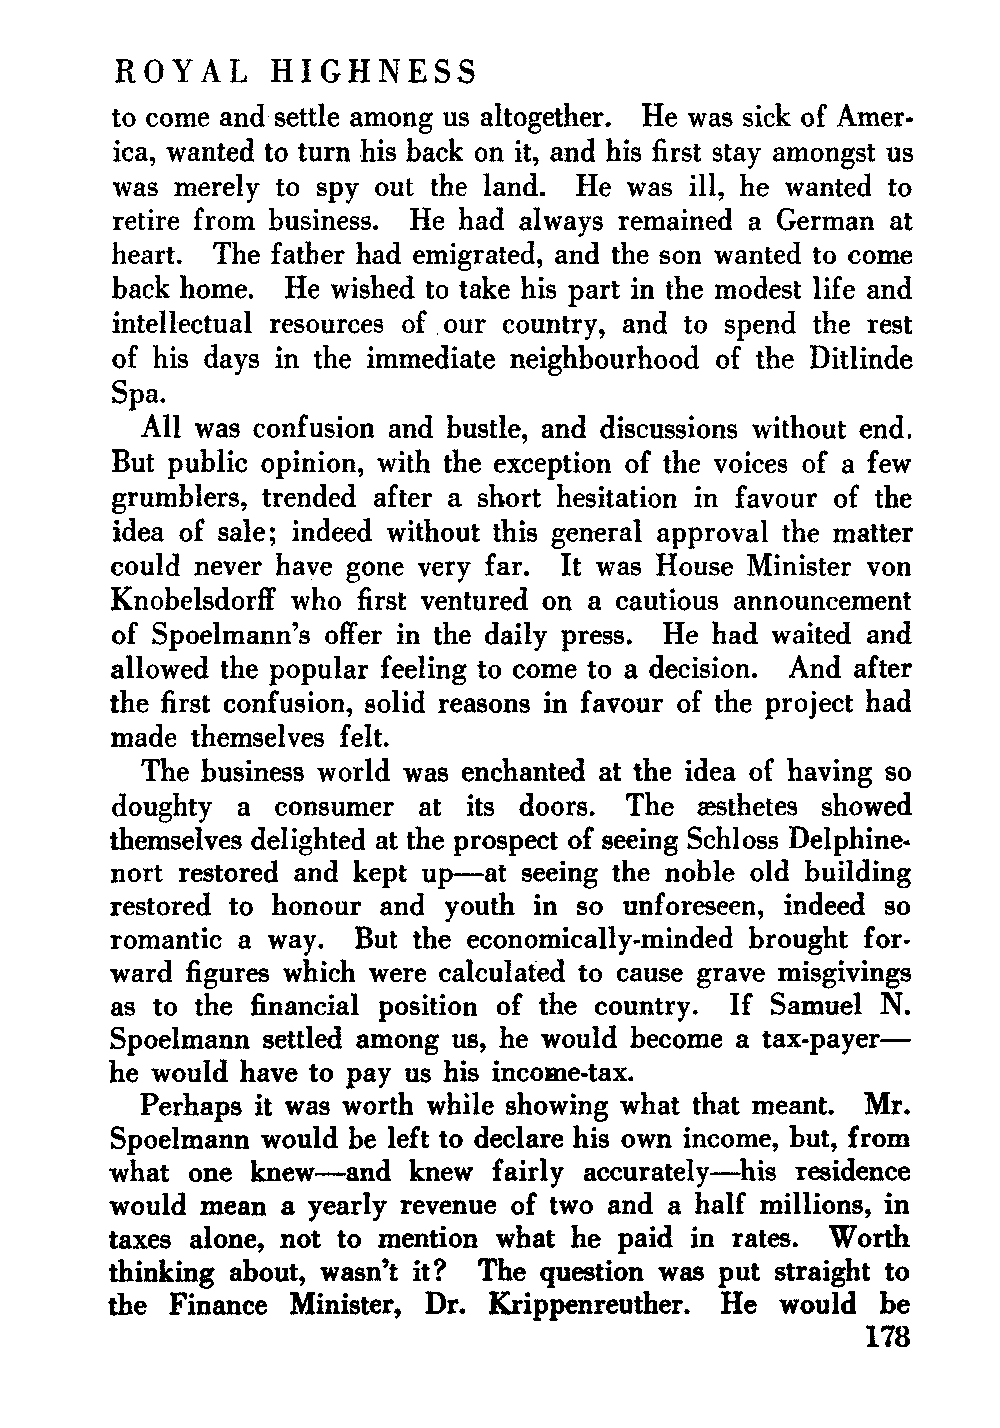 ROYAL HIGHNESS
to come and settle among us altogether. He was sick of Amer-
ica, wanted to turn his back on it, and his first stay amongst us
was merely to spy out the land. He was ill, he wanted to
retire from business. He had always remained a German at
heart. The father had emigrated, and the son wanted to come
back home. He wished to take his part in the modest life and
intellectual resources of our country, and to spend the rest
of his days in the immediate neighbourhood of the Ditlinde
Spa.
All was confusion and bustle, and discussions without end.
But public opinion, with the exception of the voices of a few
grumblers, trended after a short hesitation in favour of the
idea of sale; indeed without this general approval the matter
could never have gone very far. It was House Minister von
Knobelsdorff who first ventured on a cautious announcement
of Spoelmann's offer in the daily press. He had waited and
allowed the popular feeling to come to a decision. And after
the first confusion, solid reasons in favour of the project had
made themselves felt.
The business world was enchanted at the idea of having so
doughty a consumer at its doors. The æsthetes showed
themselves delighted at the prospect of seeing Schloss Delphine-
nort restored and kept up—at seeing the noble old building
restored to honour and youth in so unforeseen, indeed so
romantic a way. But the economically-minded brought for-
ward figures which were calculated to cause grave misgivings
as to the financial position of the country. If Samuel N.
Spoelmann settled among us, he would become a tax-payer—
he would have to pay us his income-tax.
Perhaps it was worth while showing what that meant. Mr.
Spoelmann would be left to declare his own income, but, from
what one knew—and knew fairly accurately—his residence
would mean a yearly revenue of two and a half millions, in
taxes alone, not to mention what he paid in rates. Worth
thinking about, wasn't it? The question was put straight to
the Finance Minister, Dr. Krippenreuther. He would be
178